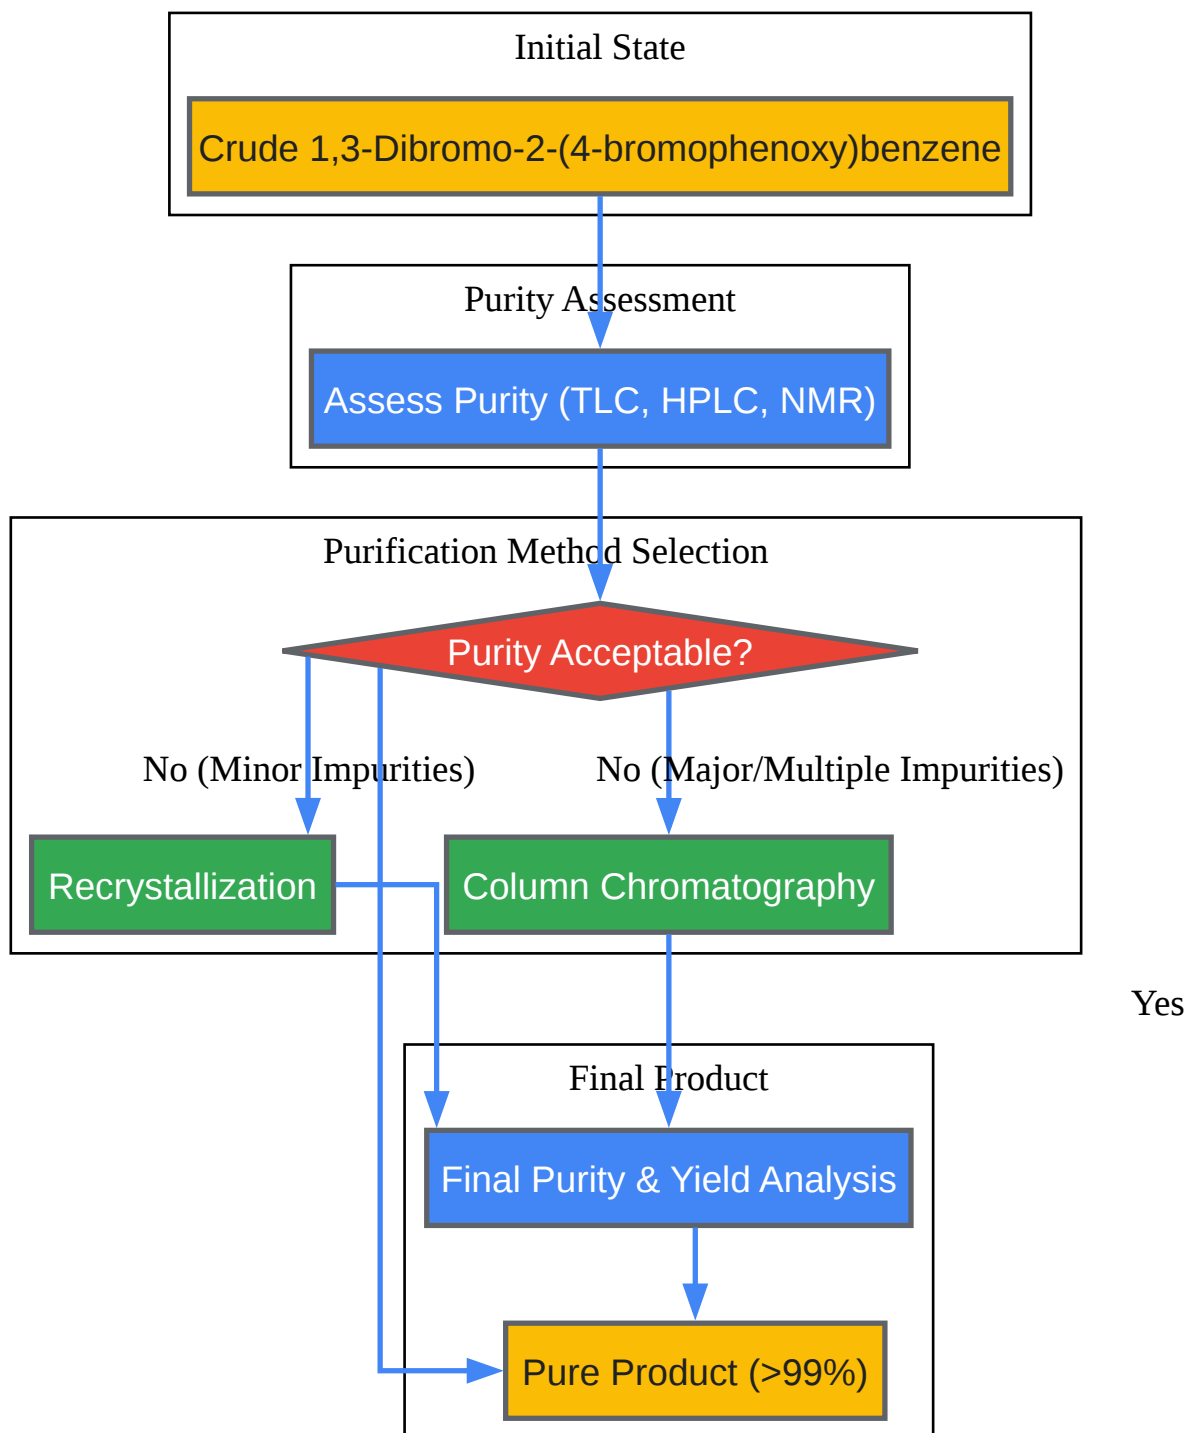 Initial State
Crude 1,3-Dibromo-2-(4-bromophenoxy)benzene
Purity Assessment
Assess Purity (TLC, HPLC, NMR)
Purification Method Selection
Purity Acceptable?
No (Minor Impurities)
No (Major/Multiple Impurities)
Recrystallization
Column Chromatography
Yes
Final Product
Final Purity & Yield Analysis
Pure Product (>99%)